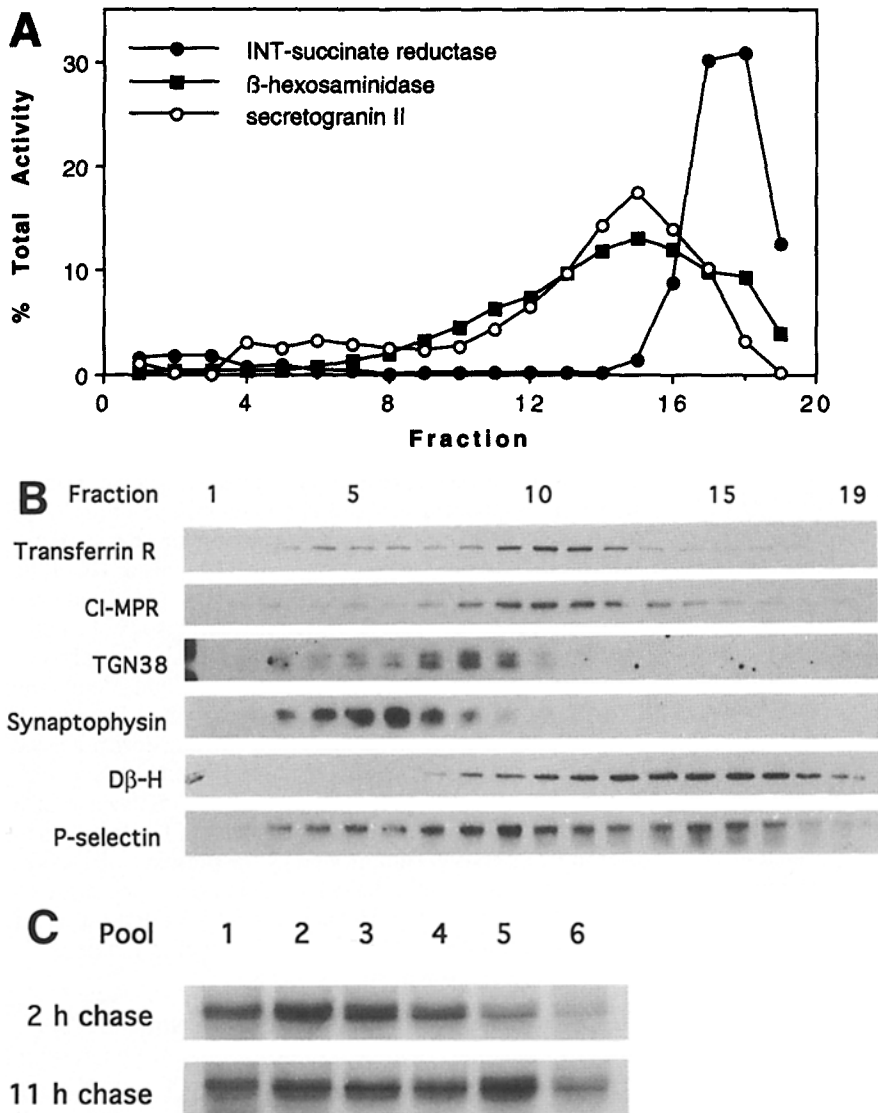 A
INT-succinate reductase
ß-hexosaminidase
secretogranin II
% Total Activity
30
20
10
0
0 4 8 12 16 20
Fraction
B Fraction 1 5 10 15 19
Transferrin R
CI-MPR
TGN38
Synaptophysin
Dβ-H
P-selectin
C Pool 1 2 3 4 5 6
2 h chase
11 h chase